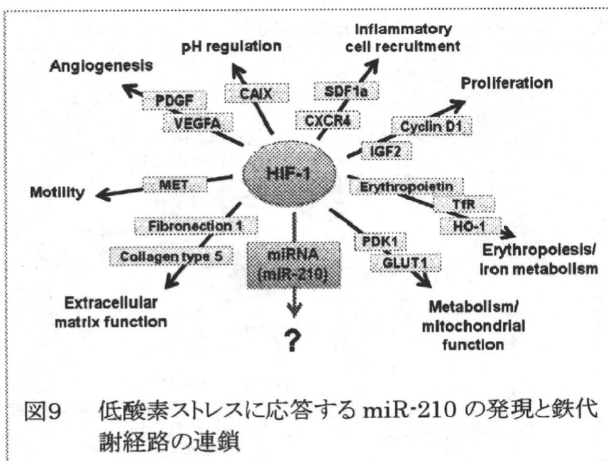 Inflammatory
cell recruitment
pH regulation
Angiogenesis
Proliferation
PDGF
VEGFA
CAIX
SDF1a
CXCR4
Cyclin D1
IGF2
HIF-1
Motility
MET
Erythropoietin
TfR
HO-1
Fibronection 1
Collagen type 5
miRNA
(miR-210)
PDK1
GLUT1
Erythropoiesis/
iron metabolism
Extracellular
matrix function
?
Metabolism/
mitochondrial
function
図9 低酸素ストレスに応答する miR-210 の発現と鉄代
謝経路の連鎖